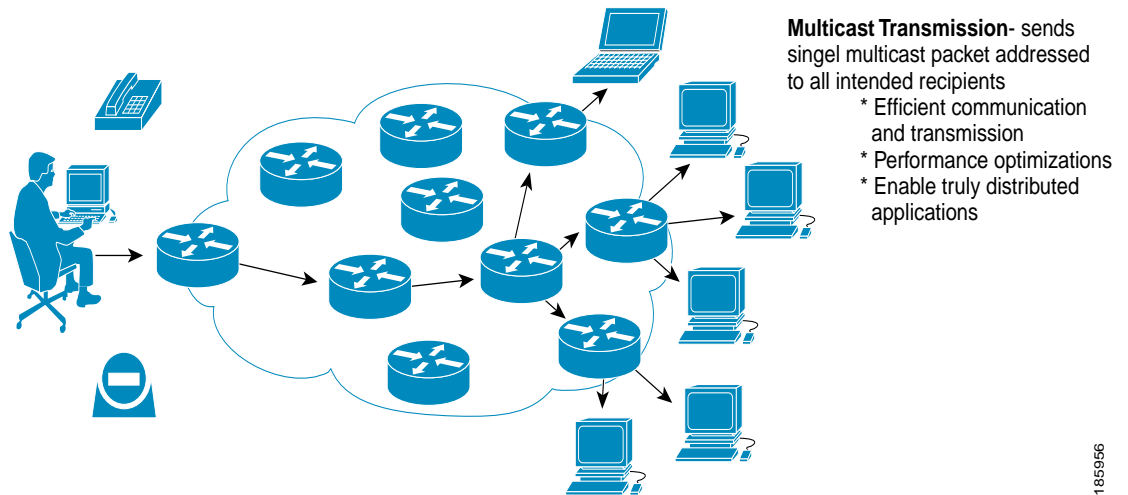 Multicast Transmission- sends
singel multicast packet addressed
to all intended recipients
* Efficient communication
and transmission
* Performance optimizations
* Enable truly distributed
applications
185956